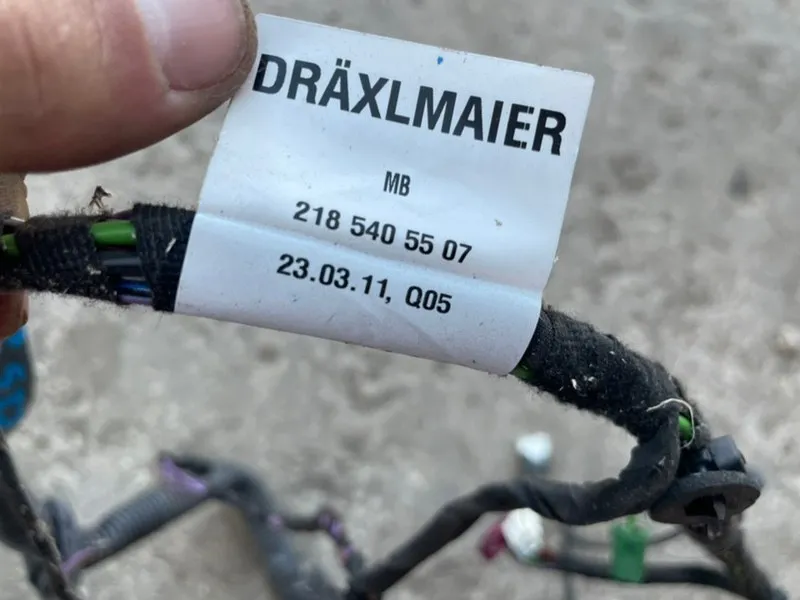 DRÄXLMAIER
MB
218 540 55 07
23.03.11, Q05